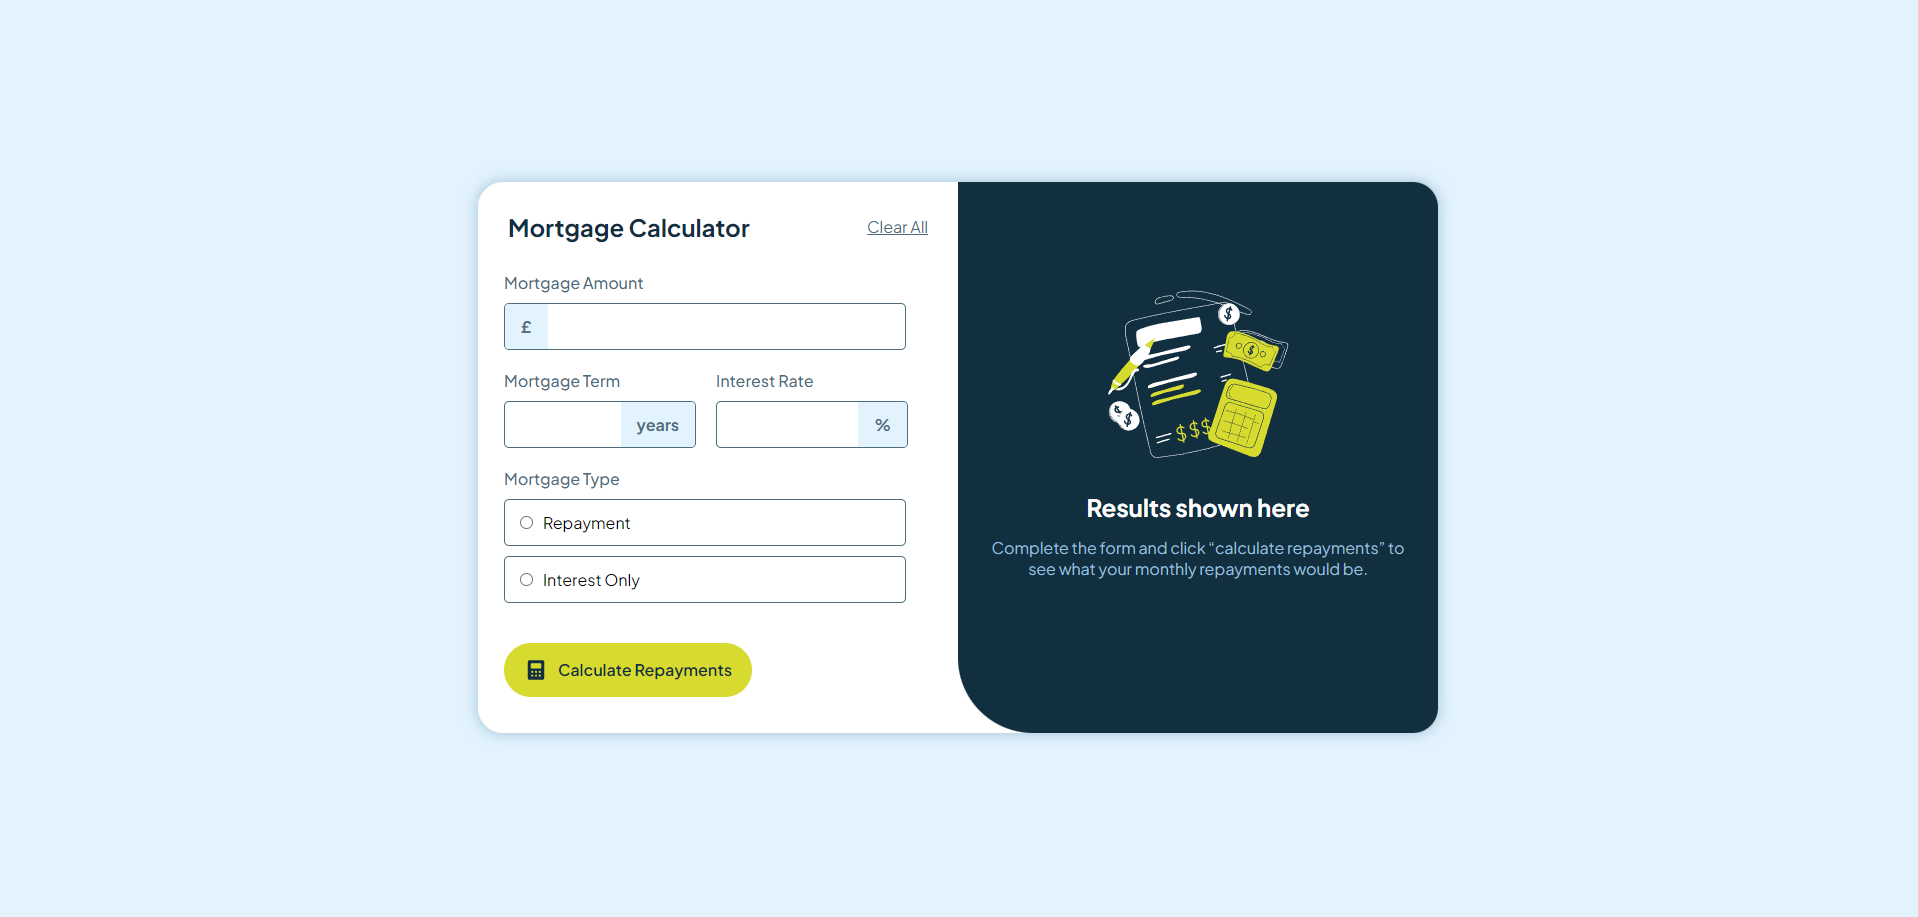 Mortgage Calculator
Clear All
Mortgage Amount
£
Mortgage Term
Interest Rate
years
%
Mortgage Type
Repayment
Interest Only
Calculate Repayments
$
$
$
$
$$$
Results shown here
Complete the form and click “calculate repayments” to
see what your monthly repayments would be.